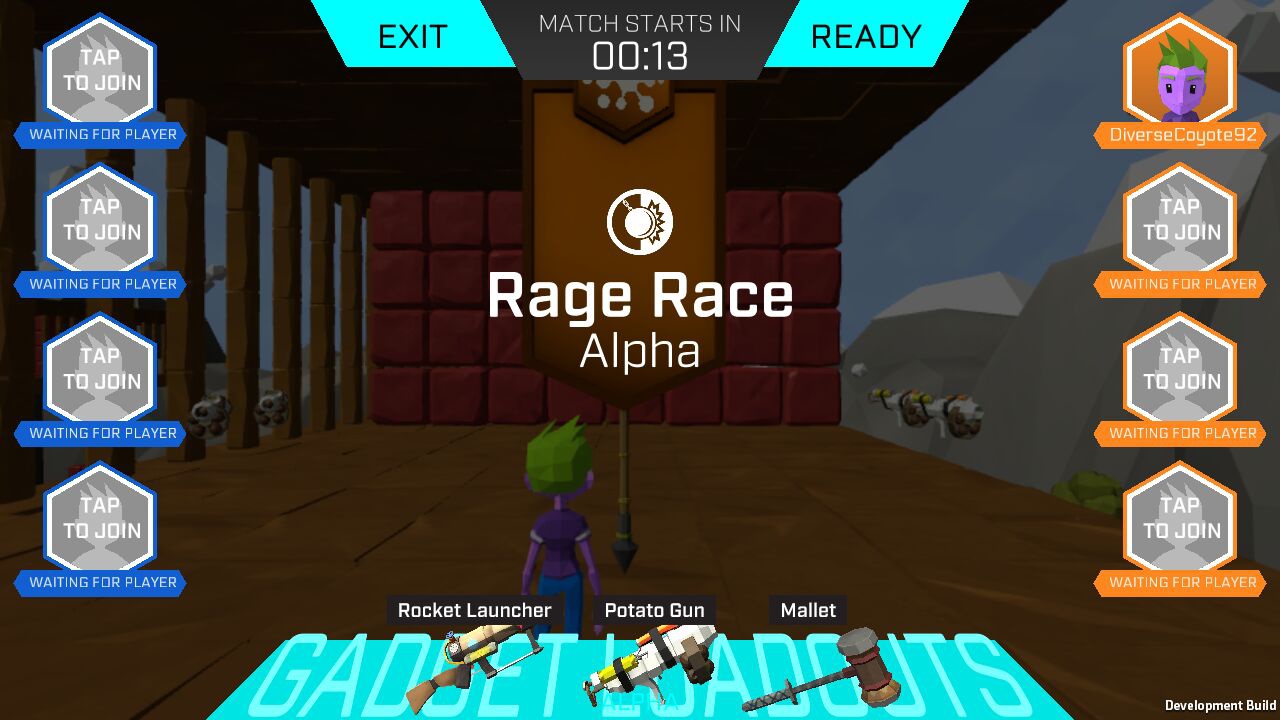 EXIT
MATCH STARTS IN
00:13
READY
TAP
TO JOIN
WAITING FOR PLAYER
TAP
TO JOIN
WAITING FOR PLAYER
TAP
TO JOIN
WAITING FOR PLAYER
TAP
TO JOIN
WAITING FOR PLAYER
Rage Race
Alpha
DiverseCoyote92
TAP
TO JOIN
WAITING FOR PLAYER
TAP
TO JOIN
WAITING FOR PLAYER
TAP
TO JOIN
WAITING FOR PLAYER
Rocket Launcher
Potato Gun
Mallet
GADGET LOADOUTS
ALPHA
Development Build